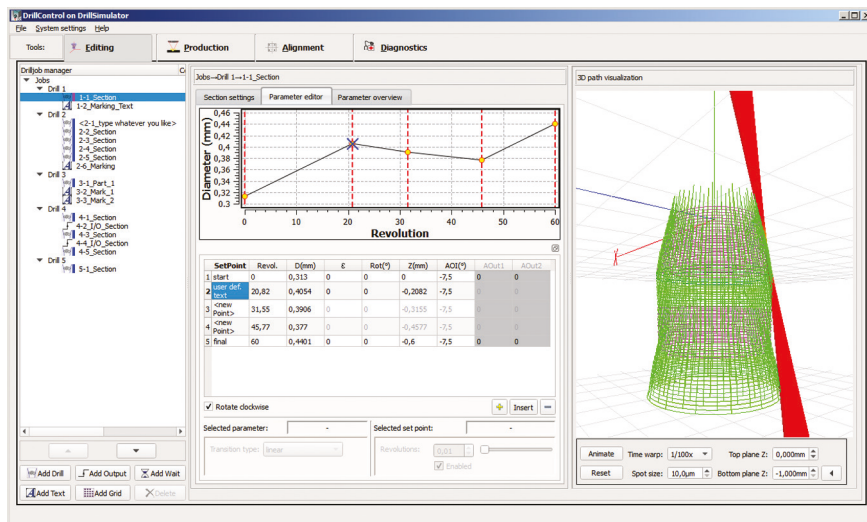 DrillControl on DrillSimulator
File System settings Help
Tools: Editing Production Alignment Diagnostics
Drilljob manager
Jobs
Drill 1
1-1_Section
1-2_Marking_Text
Drill 2
<2-1_type whatever you like>
2-2_Section
2-3_Section
2-4_Section
2-5_Section
2-6_Marking
Drill 3
3-1_Part_1
3-2_Mark_1
3-3_Mark_2
Drill 4
4-1_Section
4-2_I/O_Section
4-3_Section
4-4_I/O_Section
4-5_Section
Drill 5
5-1_Section
Add Drill Add Output Add Wait
Add Text Add Grid Delete
Jobs→Drill 1→1-1_Section
Section settings Parameter editor Parameter overview
Diameter (mm)
0,46
0,44
0,42
0,4
0,38
0,36
0,34
0,32
0.3
0 10 20 30 40 50 60
Revolution
SetPoint Revol. D(mm) ε Rot(°) Z(mm) AOI(°) AOut1 AOut2
1 start 0 0,313 0 0 0 -7,5 0 0
2 user def. text 20,82 0,4054 0 0 -0,2082 -7,5 0 0
3 <new Point> 31,55 0,3906 0 0 -0,3155 -7,5 0 0
4 <new Point> 45,77 0,377 0 0 -0,4577 -7,5 0 0
5 final 60 0,4401 0 0 -0,6 -7,5 0 0
Rotate clockwise Insert
Selected parameter: - Selected set point: -
Transition type: linear Revolutions: 0,01
Enabled
3D path visualization
Animate Time warp: 1/100x Top plane Z: 0,000mm
Reset Spot size: 10,0µm Bottom plane Z: -1,000mm